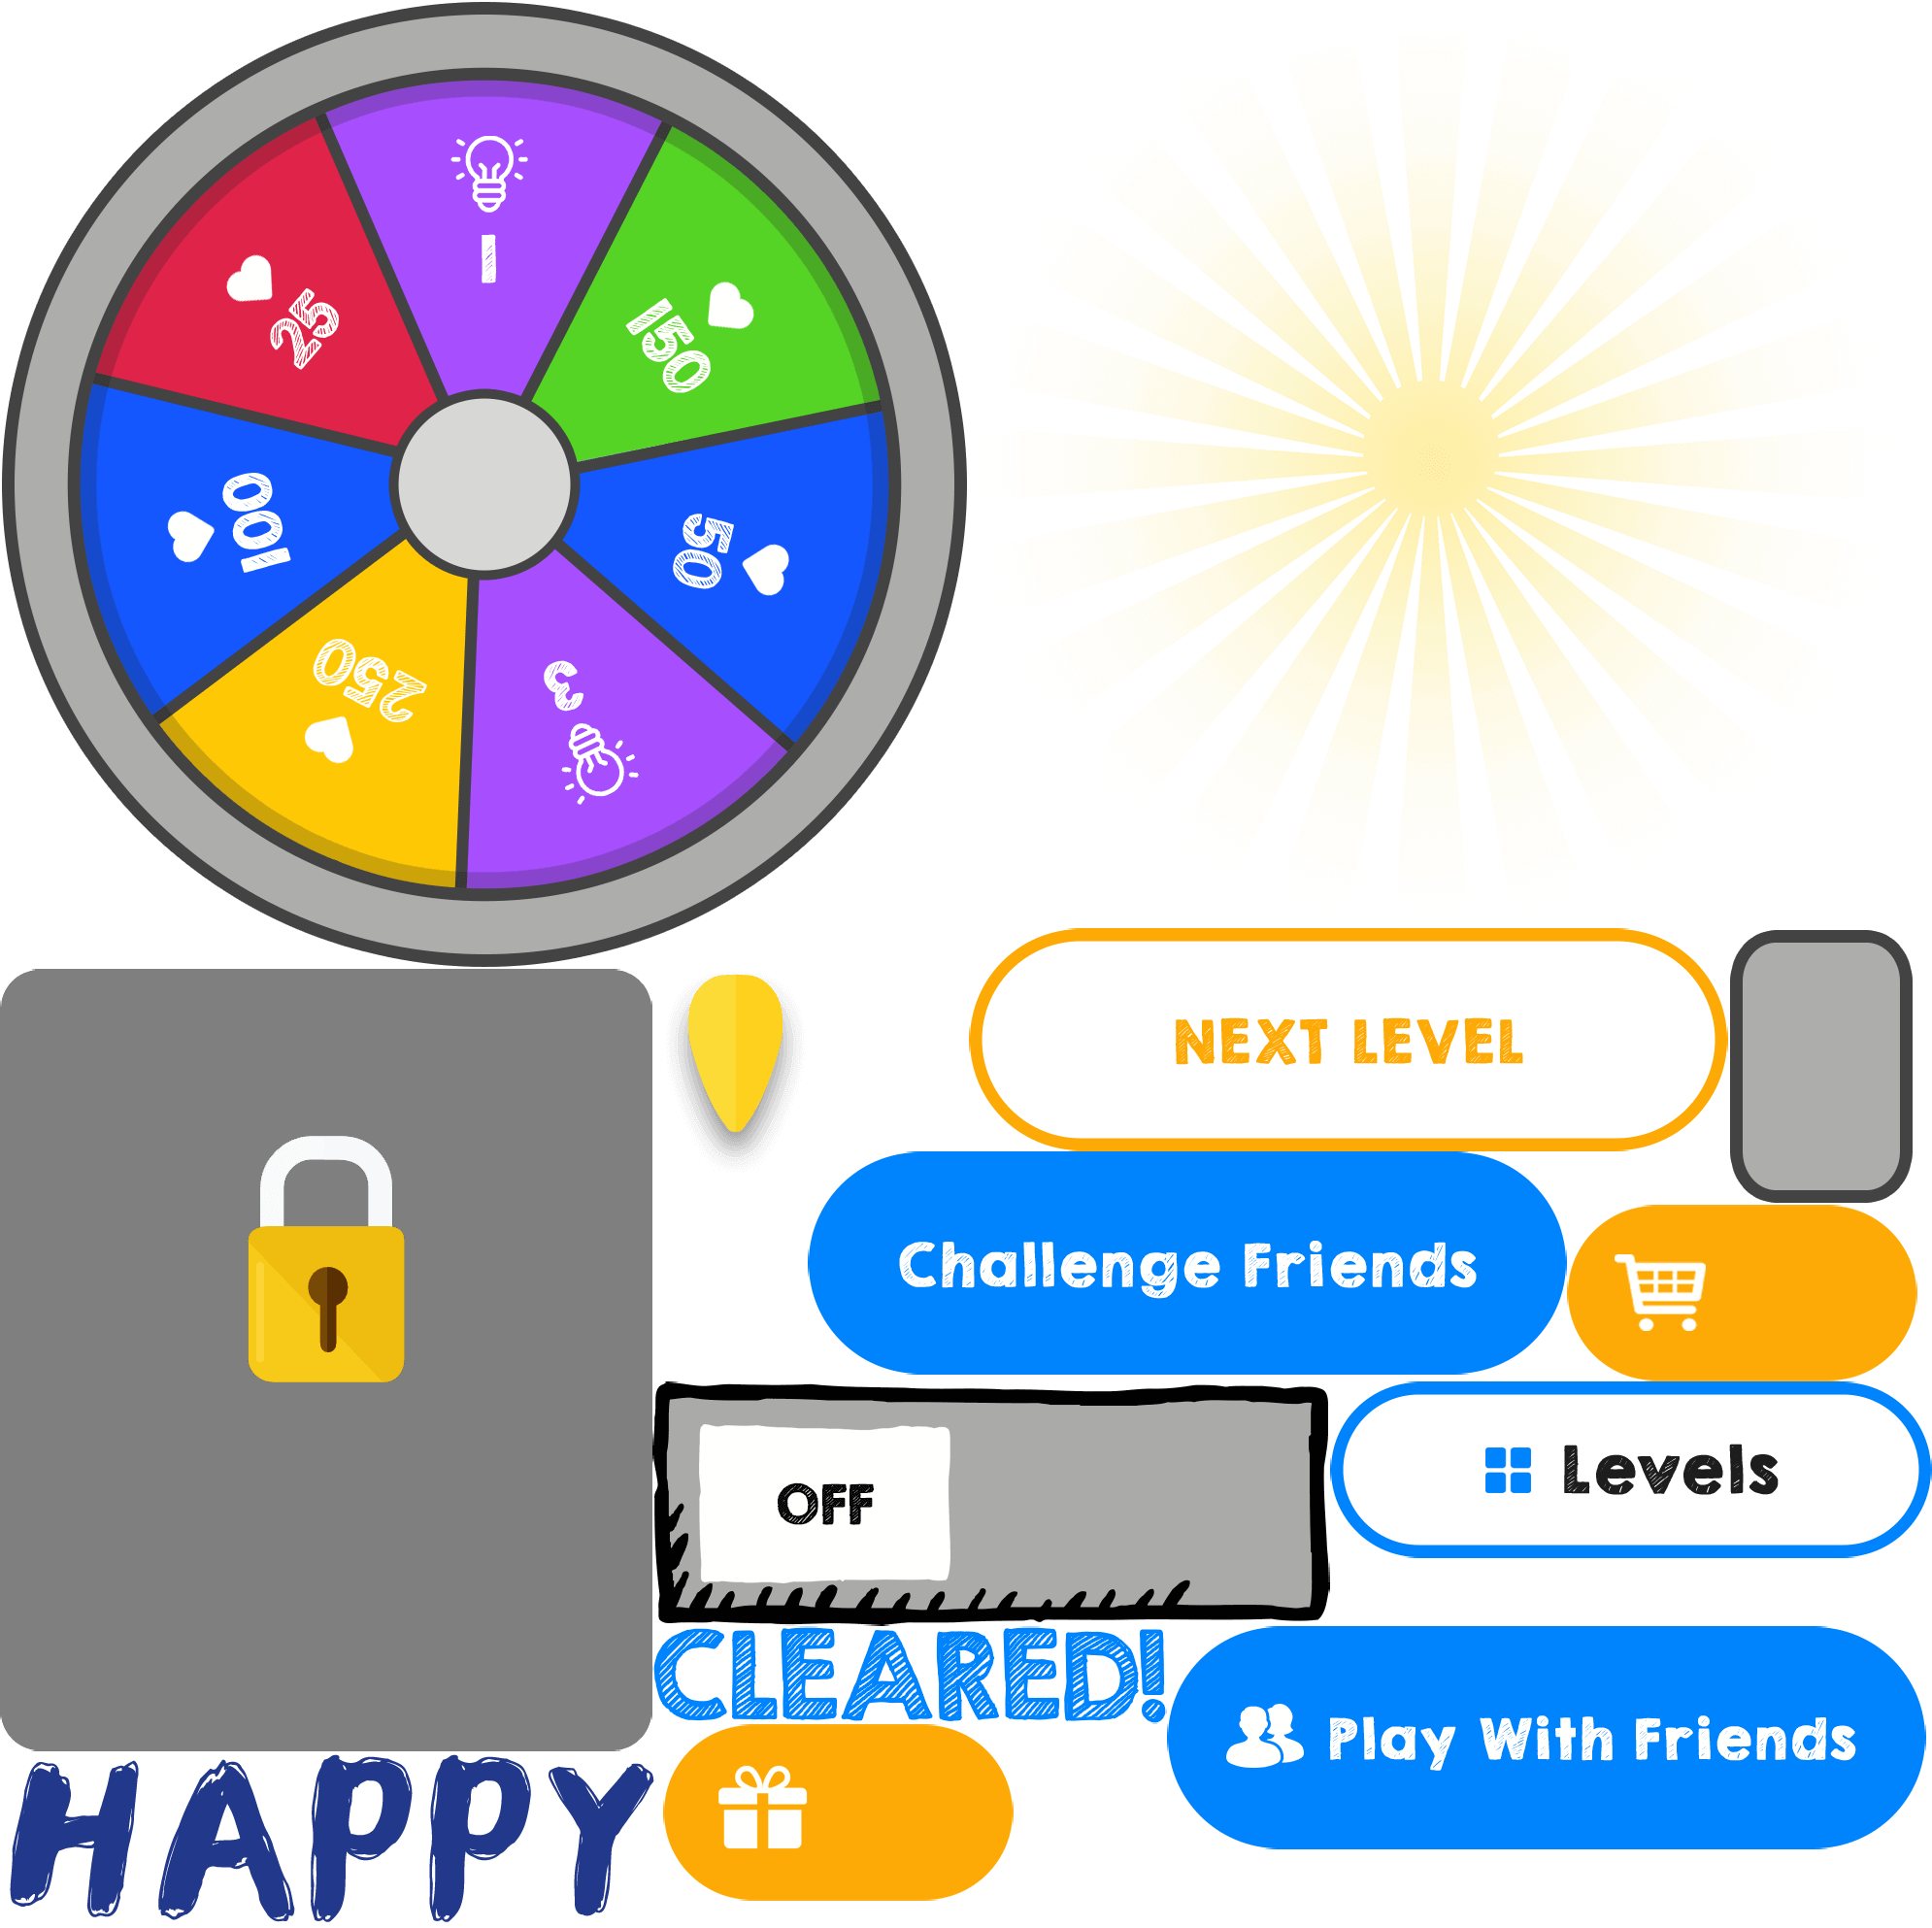 1
150
50
3
250
100
25
NEXT LEVEL
Challenge Friends
OFF
Levels
CLEARED!
Play With Friends
HAPPY